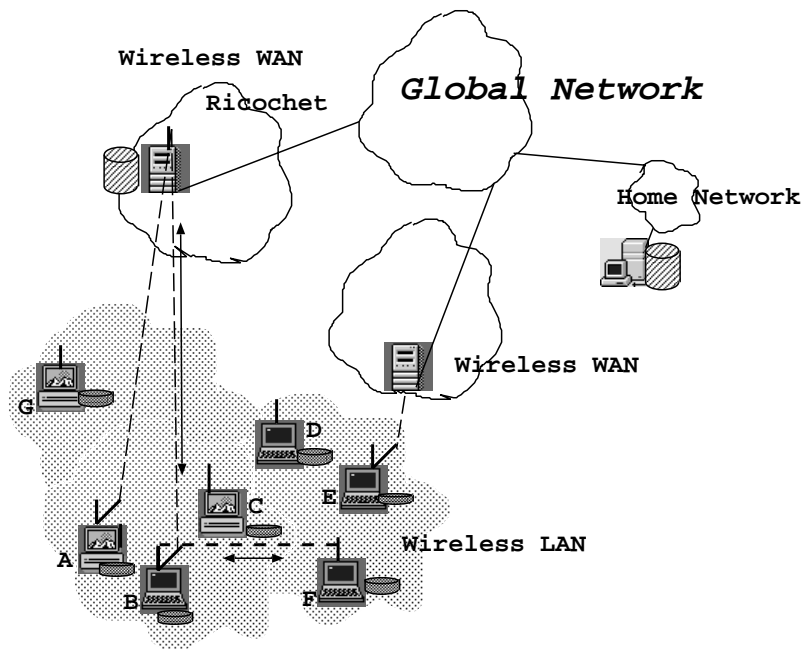 Wireless WAN
Ricochet
Global Network
Home Network
Wireless WAN
G
D
E
C
Wireless LAN
A
B
F